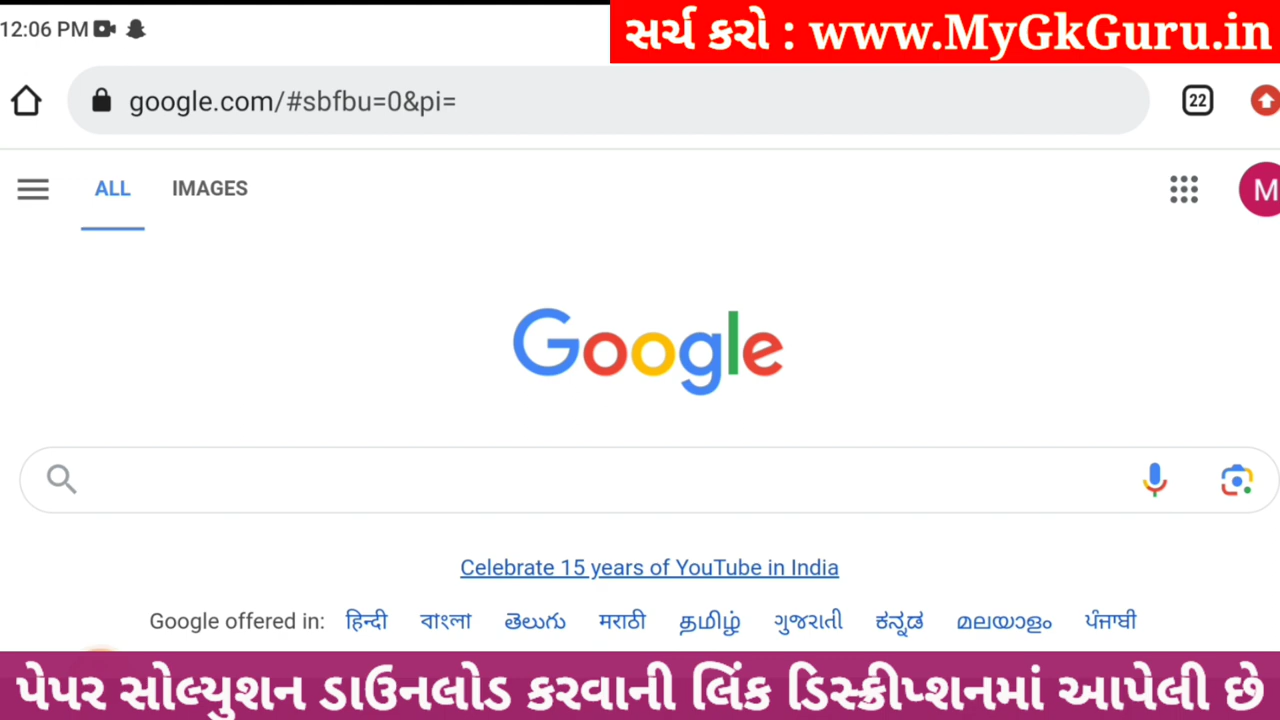 12:06 PM
સર્ચ કરો : www.MyGkGuru.in
google.com/#sbfbu=0&pi=
22
ALL IMAGES
M
Google
Celebrate 15 years of YouTube in India
Google offered in: हिन्दी বাংলা తెలుగు मराठी தமிழ் ગુજરાતી ಕನ್ನಡ മലയാളം ਪੰਜਾਬੀ
પેપર સોલ્યુશન ડાઉનલોડ કરવાની લિંક ડિસ્ક્રીપ્શનમાં આપેલી છે